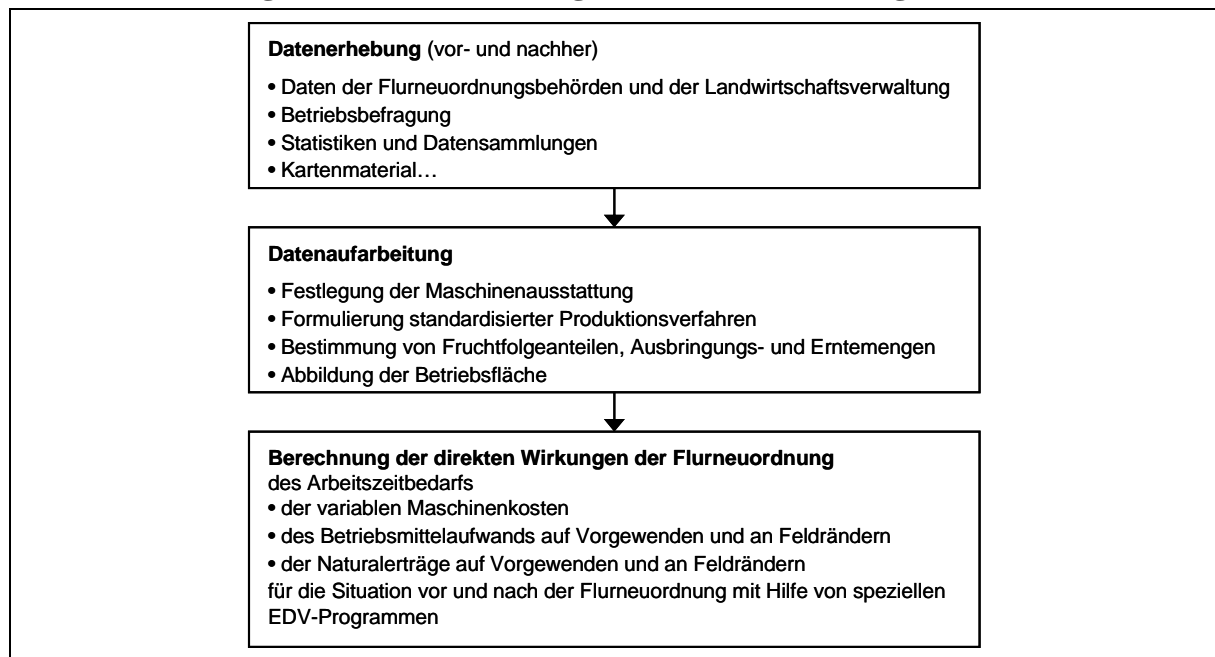 Datenerhebung (vor- und nachher)
• Daten der Flurneuordnungsbehörden und der Landwirtschaftsverwaltung
• Betriebsbefragung
• Statistiken und Datensammlungen
• Kartenmaterial…
Datenaufarbeitung
• Festlegung der Maschinenausstattung
• Formulierung standardisierter Produktionsverfahren
• Bestimmung von Fruchtfolgeanteilen, Ausbringungs- und Erntemengen
• Abbildung der Betriebsfläche
Berechnung der direkten Wirkungen der Flurneuordnung
des Arbeitszeitbedarfs
• der variablen Maschinenkosten
• des Betriebsmittelaufwands auf Vorgewenden und an Feldrändern
• der Naturalerträge auf Vorgewenden und an Feldrändern
für die Situation vor und nach der Flurneuordnung mit Hilfe von speziellen
EDV-Programmen